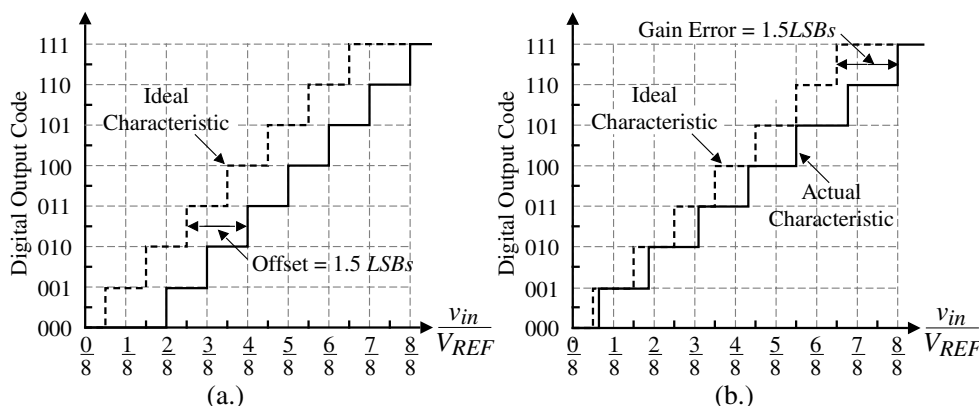 Digital Output Code
111
110
101
100
011
010
001
000
Ideal
Characteristic
Offset = 1.5 LSBs
0/8 1/8 2/8 3/8 4/8 5/8 6/8 7/8 8/8
v_in/V_REF
(a.)
Digital Output Code
111
110
101
100
011
010
001
000
Gain Error = 1.5LSBs
Ideal
Characteristic
Actual
Characteristic
0/8 1/8 2/8 3/8 4/8 5/8 6/8 7/8 8/8
v_in/V_REF
(b.)